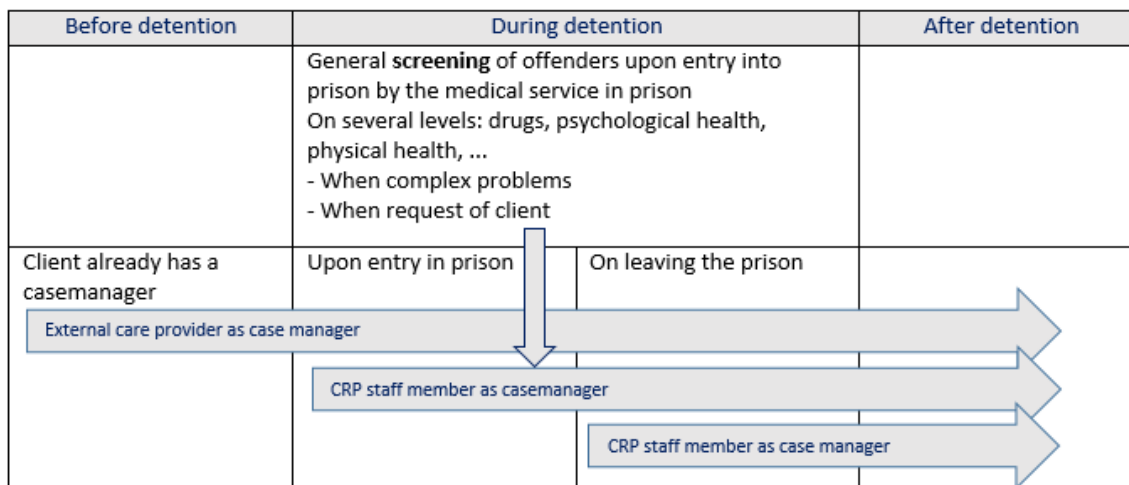 Before detention
During detention
After detention
General screening of offenders upon entry into
prison by the medical service in prison
On several levels: drugs, psychological health,
physical health, ...
- When complex problems
- When request of client
Client already has a
casemanager
Upon entry in prison
On leaving the prison
External care provider as case manager
CRP staff member as casemanager
CRP staff member as case manager